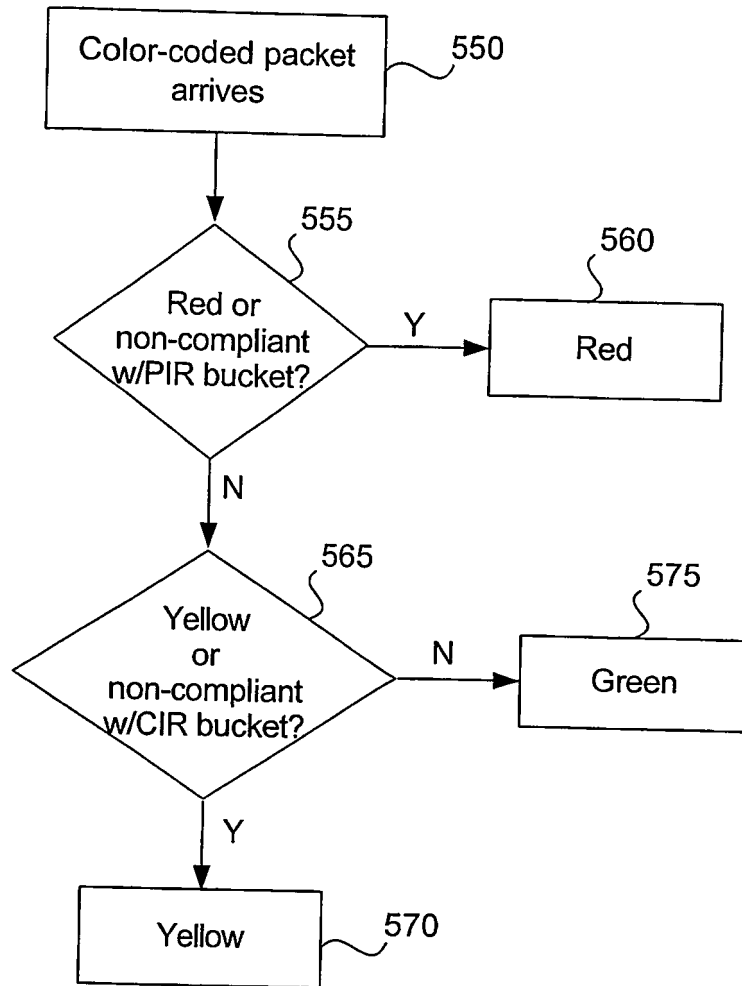 Color-coded packet
arrives
550
555
Red or
non-compliant
w/PIR bucket?
Y
560
Red
N
565
Yellow
or
non-compliant
w/CIR bucket?
N
575
Green
Y
Yellow
570